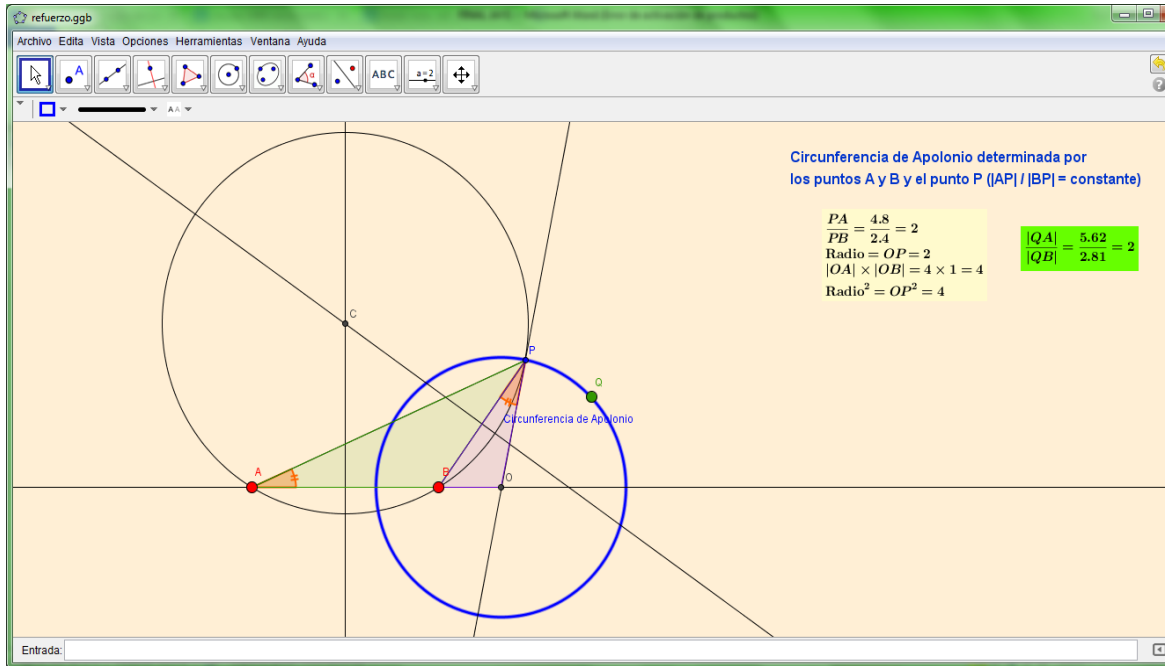 refuerzo.ggb
Archivo Edita Vista Opciones Herramientas Ventana Ayuda
A
α
ABC
a=2
AA
Circunferencia de Apolonio determinada por
los puntos A y B y el punto P (|AP| / |BP| = constante)
PA/PB = 4.8/2.4 = 2
Radio = OP = 2
|OA| × |OB| = 4 × 1 = 4
Radio² = OP² = 4
|QA|/|QB| = 5.62/2.81 = 2
C
P
Q
Circunferencia de Apolonio
A
B
O
Entrada: